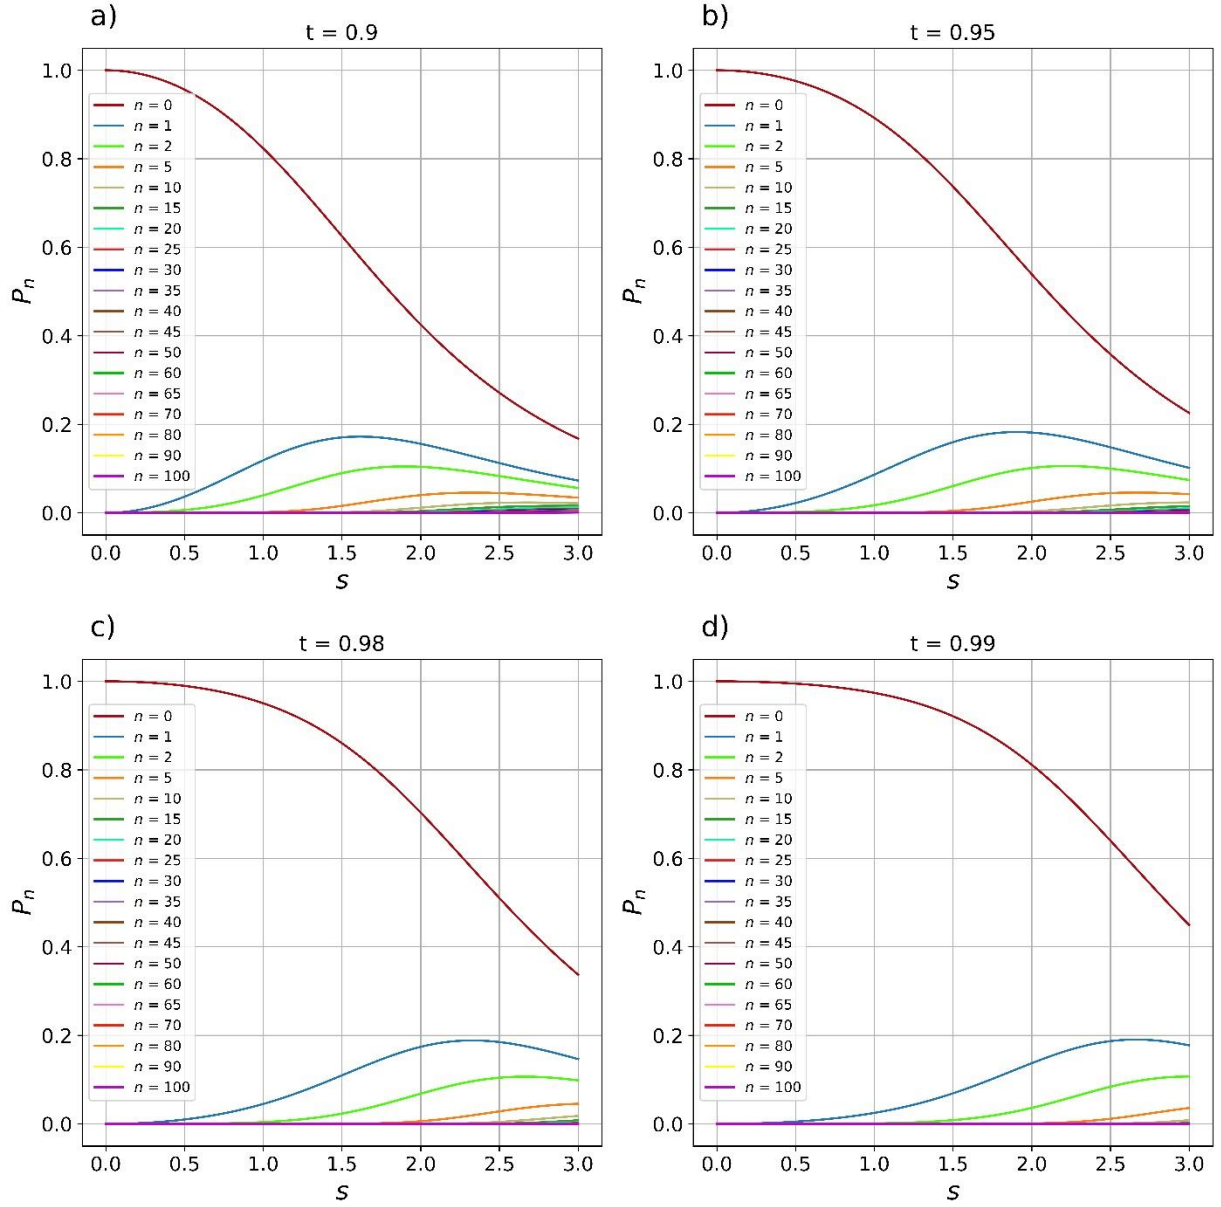 a)
t = 0.9
P_n
1.0
0.8
0.6
0.4
0.2
0.0
n = 0
n = 1
n = 2
n = 5
n = 10
n = 15
n = 20
n = 25
n = 30
n = 35
n = 40
n = 45
n = 50
n = 60
n = 65
n = 70
n = 80
n = 90
n = 100
0.0 0.5 1.0 1.5 2.0 2.5 3.0
s
b)
t = 0.95
P_n
1.0
0.8
0.6
0.4
0.2
0.0
n = 0
n = 1
n = 2
n = 5
n = 10
n = 15
n = 20
n = 25
n = 30
n = 35
n = 40
n = 45
n = 50
n = 60
n = 65
n = 70
n = 80
n = 90
n = 100
0.0 0.5 1.0 1.5 2.0 2.5 3.0
s
c)
t = 0.98
P_n
1.0
0.8
0.6
0.4
0.2
0.0
n = 0
n = 1
n = 2
n = 5
n = 10
n = 15
n = 20
n = 25
n = 30
n = 35
n = 40
n = 45
n = 50
n = 60
n = 65
n = 70
n = 80
n = 90
n = 100
0.0 0.5 1.0 1.5 2.0 2.5 3.0
s
d)
t = 0.99
P_n
1.0
0.8
0.6
0.4
0.2
0.0
n = 0
n = 1
n = 2
n = 5
n = 10
n = 15
n = 20
n = 25
n = 30
n = 35
n = 40
n = 45
n = 50
n = 60
n = 65
n = 70
n = 80
n = 90
n = 100
0.0 0.5 1.0 1.5 2.0 2.5 3.0
s